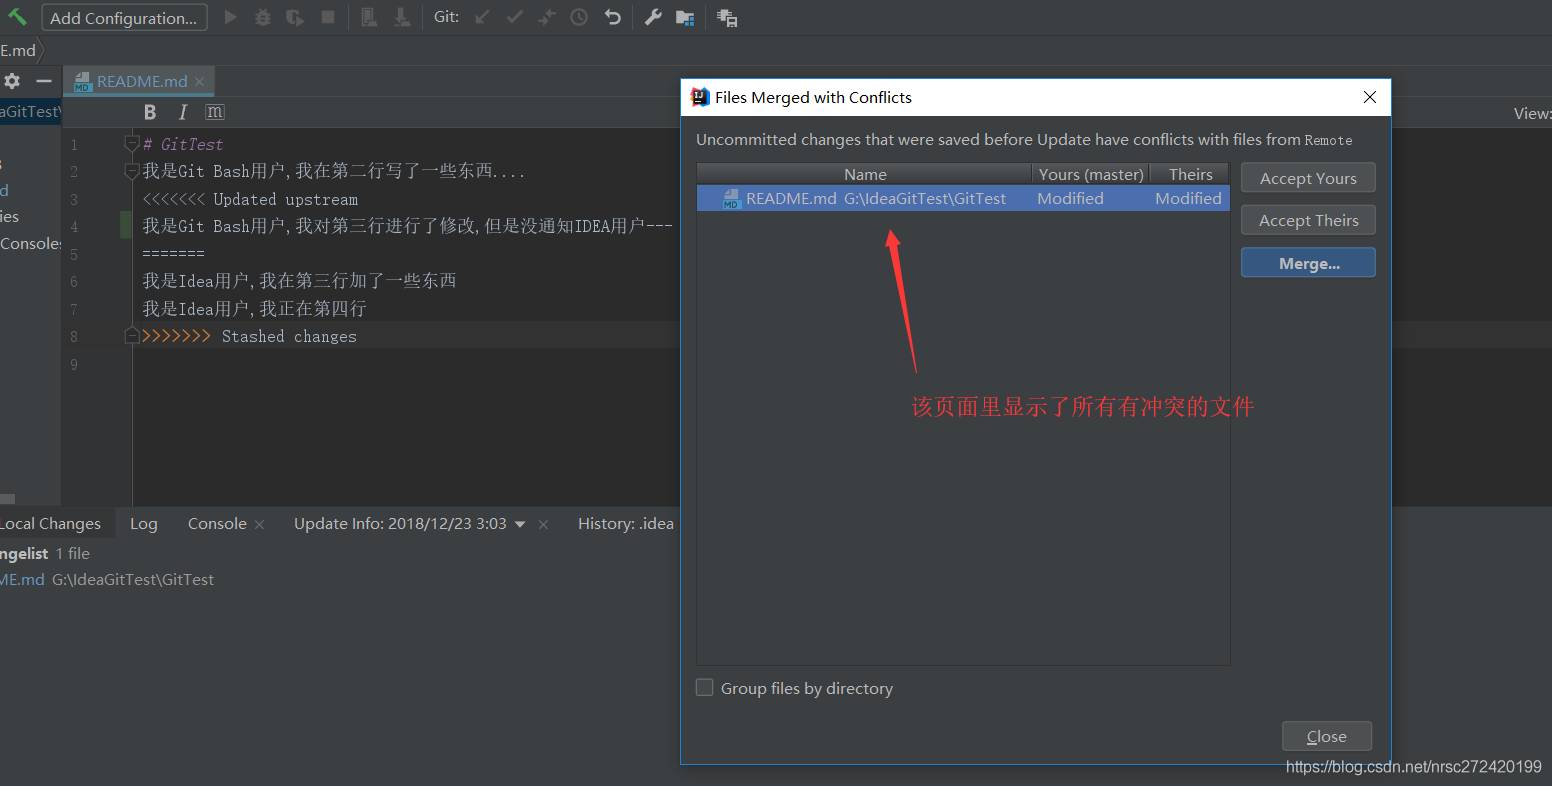 Add Configuration...
Git:
E.md
README.md
aGitTest\
View:
B I m
1 # GitTest
2 我是Git Bash用户,我在第二行写了一些东西....
3 <<<<<<< Updated upstream
4 我是Git Bash用户,我对第三行进行了修改,但是没通知IDEA用户---
5 =======
6 我是Idea用户,我在第三行加了一些东西
7 我是Idea用户,我正在第四行
8 >>>>>>> Stashed changes
9
d
ies
Consoles
Files Merged with Conflicts
Uncommitted changes that were saved before Update have conflicts with files from Remote
Name Yours (master) Theirs
MD README.md G:\IdeaGitTest\GitTest Modified Modified
Accept Yours
Accept Theirs
Merge...
该页面里显示了所有有冲突的文件
Group files by directory
Close
Local Changes Log Console Update Info: 2018/12/23 3:03 History: .idea
ngelist 1 file
ME.md G:\IdeaGitTest\GitTest
https://blog.csdn.net/nrsc272420199